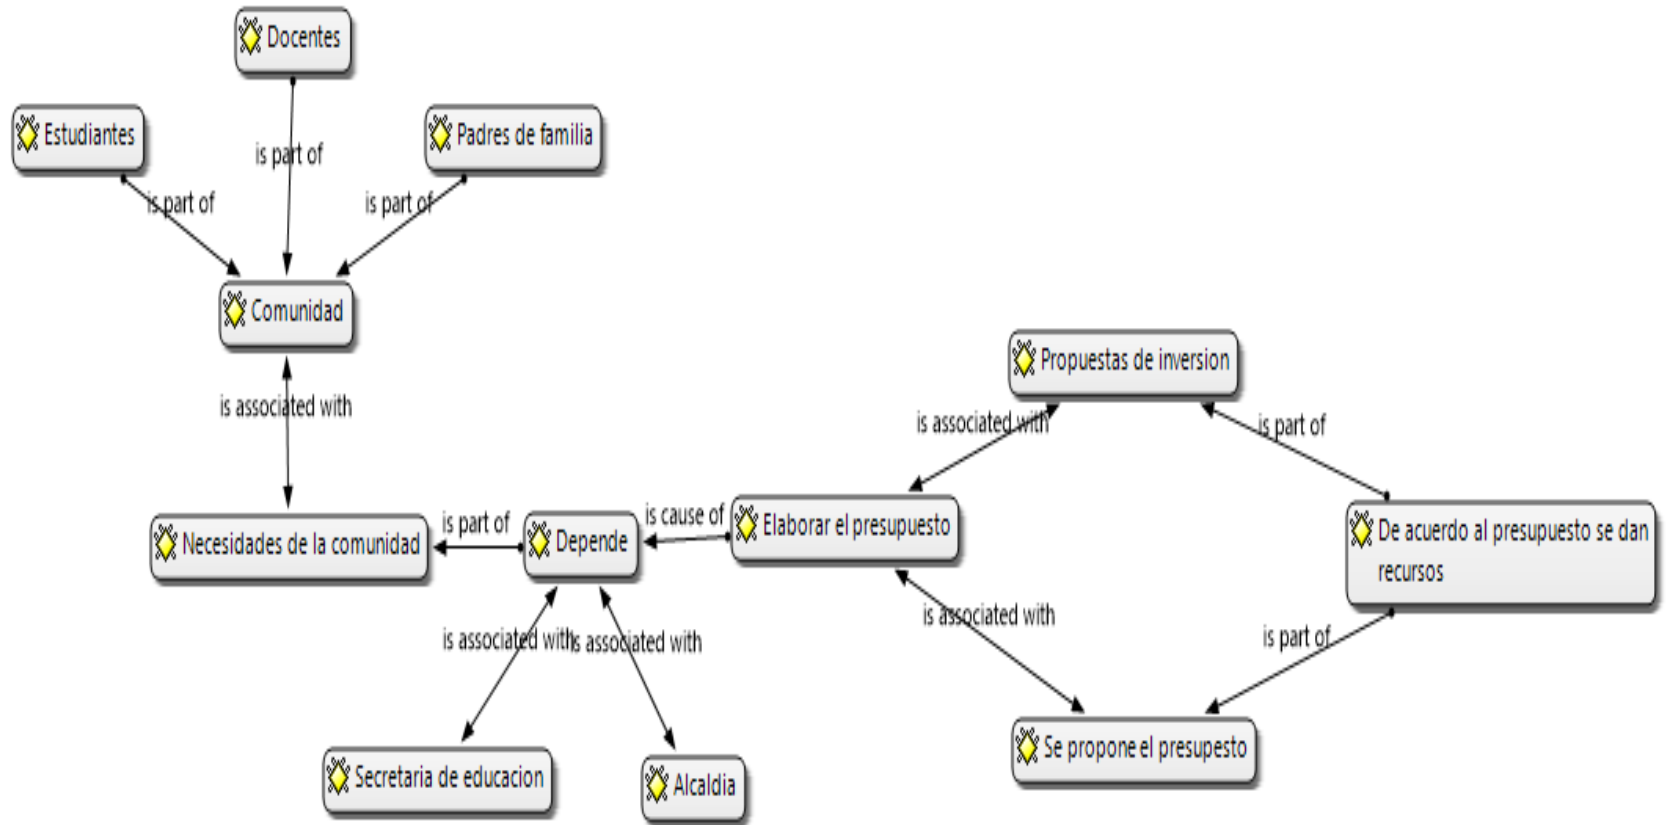 Docentes
Estudiantes
Padres de familia
is part of
is part of
is part of
Comunidad
is associated with
Propuestas de inversion
is associated with
is part of
Necesidades de la comunidad
is part of
Depende
is cause of
Elaborar el presupuesto
De acuerdo al presupuesto se dan
recursos
is associated with
is associated with
is associated with
is part of
Secretaria de educacion
Alcaldia
Se propone el presupesto